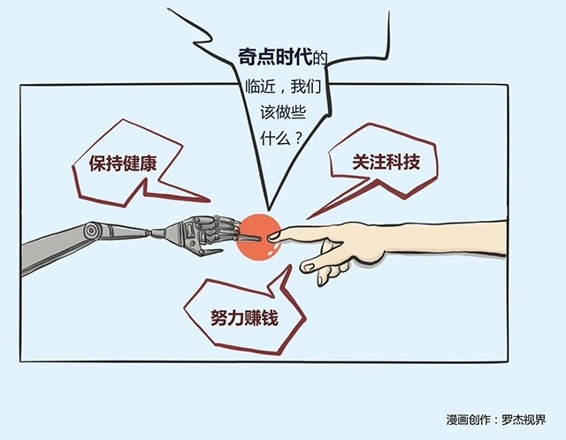 奇点时代的
临近，我们
该做些
什么？
保持健康
关注科技
努力赚钱
漫画创作：罗杰视界